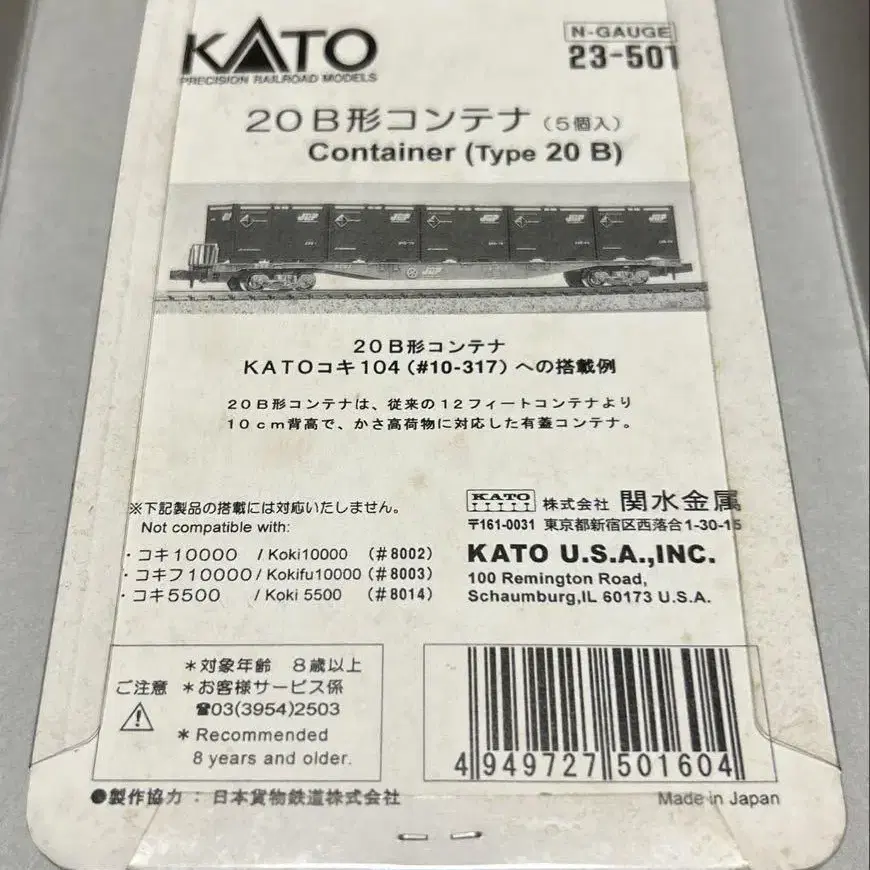 KATO
PRECISION RAILROAD MODELS
N-GAUGE
23-501
20B形コンテナ（5個入）
Container (Type 20 B)
JRF JRF JRF JRF
JRF
20B形コンテナ
KATOコキ104（#10-317）への搭載例
20B形コンテナは、従来の12フィートコンテナより
10cm背高で、かさ高荷物に対応した有蓋コンテナ。
※下記製品の搭載には対応いたしません。
Not compatible with:
・コキ10000 / Koki10000 (#8002)
・コキフ10000 / Kokifu10000 (#8003)
・コキ5500 / Koki 5500 (#8014)
KATO 株式会社 関水金属
〒161-0031 東京都新宿区西落合1-30-15
KATO U.S.A.,INC.
100 Remington Road,
Schaumburg,IL 60173 U.S.A.
ご注意
＊対象年齢 8歳以上
＊お客様サービス係
☎03(3954)2503
＊Recommended
8 years and older.
4 949727 501604
●製作協力：日本貨物鉄道株式会社
Made in Japan